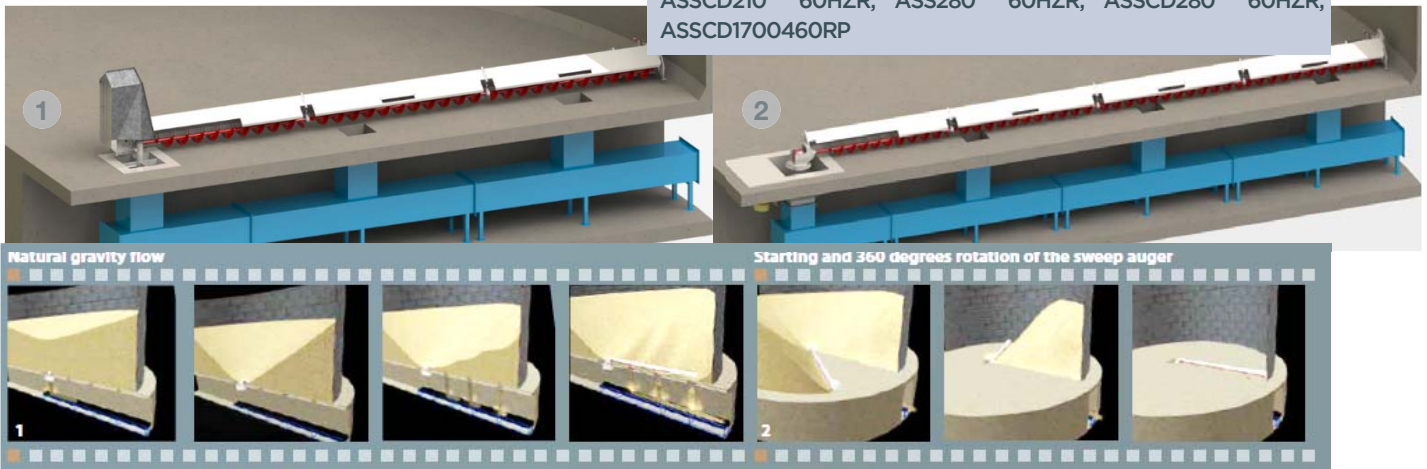 ASSCD210 60HZR, ASS280 60HZR, ASSCD280 60HZR,
ASSCD1700460RP
1
2
Natural gravity flow
Starting and 360 degrees rotation of the sweep auger
1
2